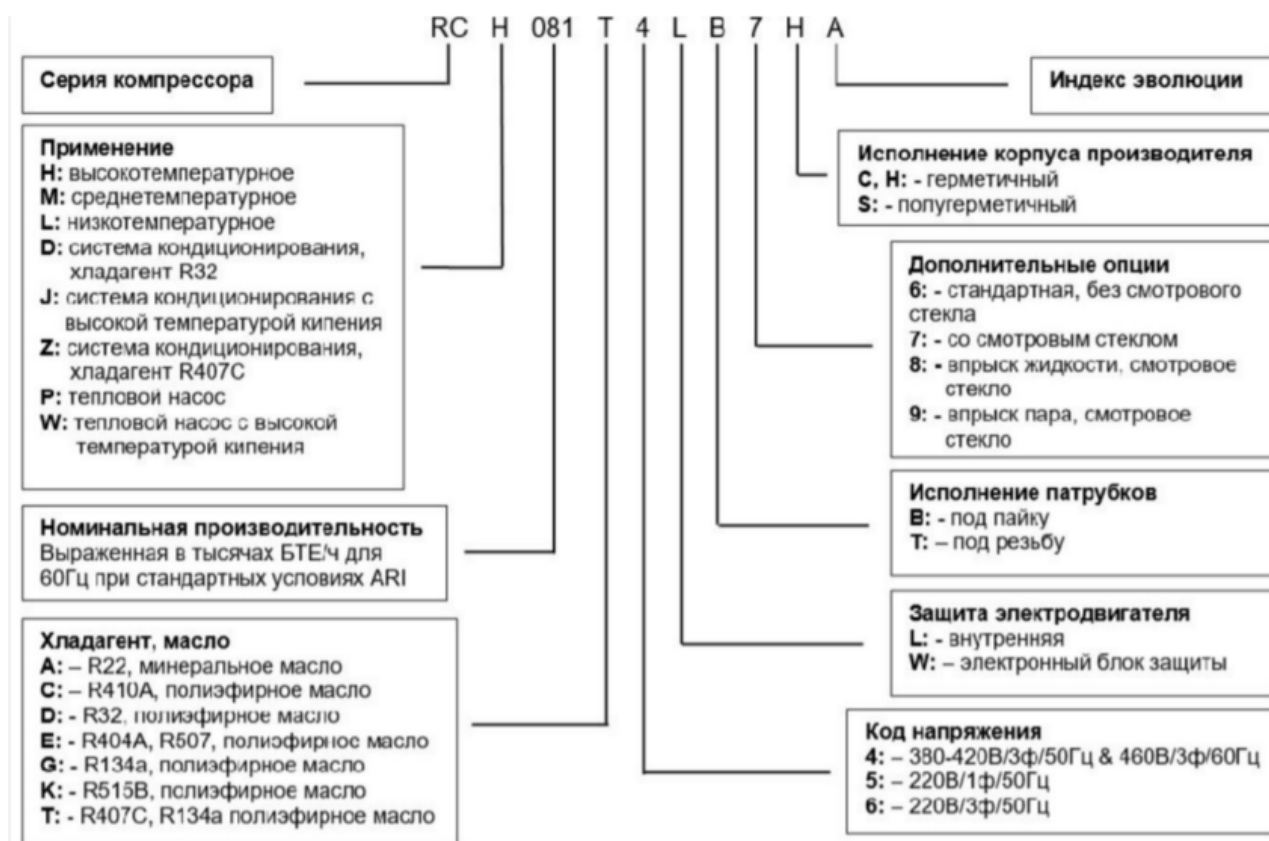 RC H 081 T 4 L B 7 H A
Серия компрессора
Применение
H: высокотемпературное
M: среднетемпературное
L: низкотемпературное
D: система кондиционирования,
хладагент R32
J: система кондиционирования с
высокой температурой кипения
Z: система кондиционирования,
хладагент R407C
P: тепловой насос
W: тепловой насос с высокой
температурой кипения
Номинальная производительность
Выраженная в тысячах БТЕ/ч для
60Гц при стандартных условиях ARI
Хладагент, масло
A: – R22, минеральное масло
C: – R410A, полиэфирное масло
D: - R32, полиэфирное масло
E: - R404A, R507, полиэфирное масло
G: - R134a, полиэфирное масло
K: - R515B, полиэфирное масло
T: - R407C, R134a полиэфирное масло
Индекс эволюции
Исполнение корпуса производителя
C, H: - герметичный
S: - полугерметичный
Дополнительные опции
6: - стандартная, без смотрового
стекла
7: - со смотровым стеклом
8: - впрыск жидкости, смотровое
стекло
9: - впрыск пара, смотровое
стекло
Исполнение патрубков
B: - под пайку
T: – под резьбу
Защита электродвигателя
L: - внутренняя
W: – электронный блок защиты
Код напряжения
4: – 380-420В/3ф/50Гц & 460В/3ф/60Гц
5: – 220В/1ф/50Гц
6: – 220В/3ф/50Гц